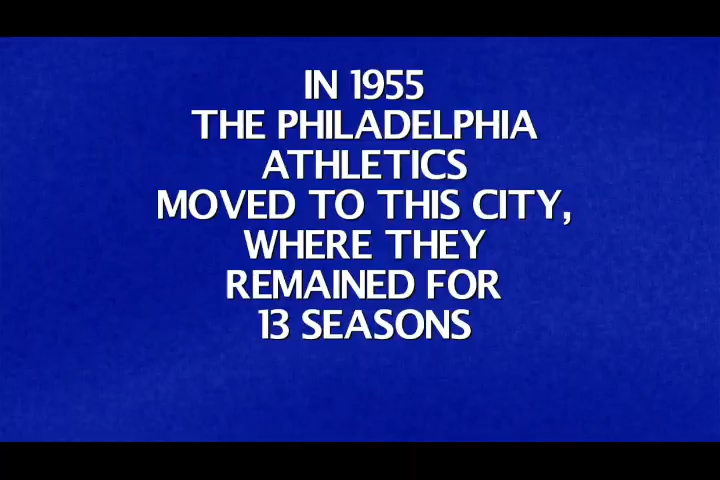 IN 1955
THE PHILADELPHIA
ATHLETICS
MOVED TO THIS CITY,
WHERE THEY
REMAINED FOR
13 SEASONS